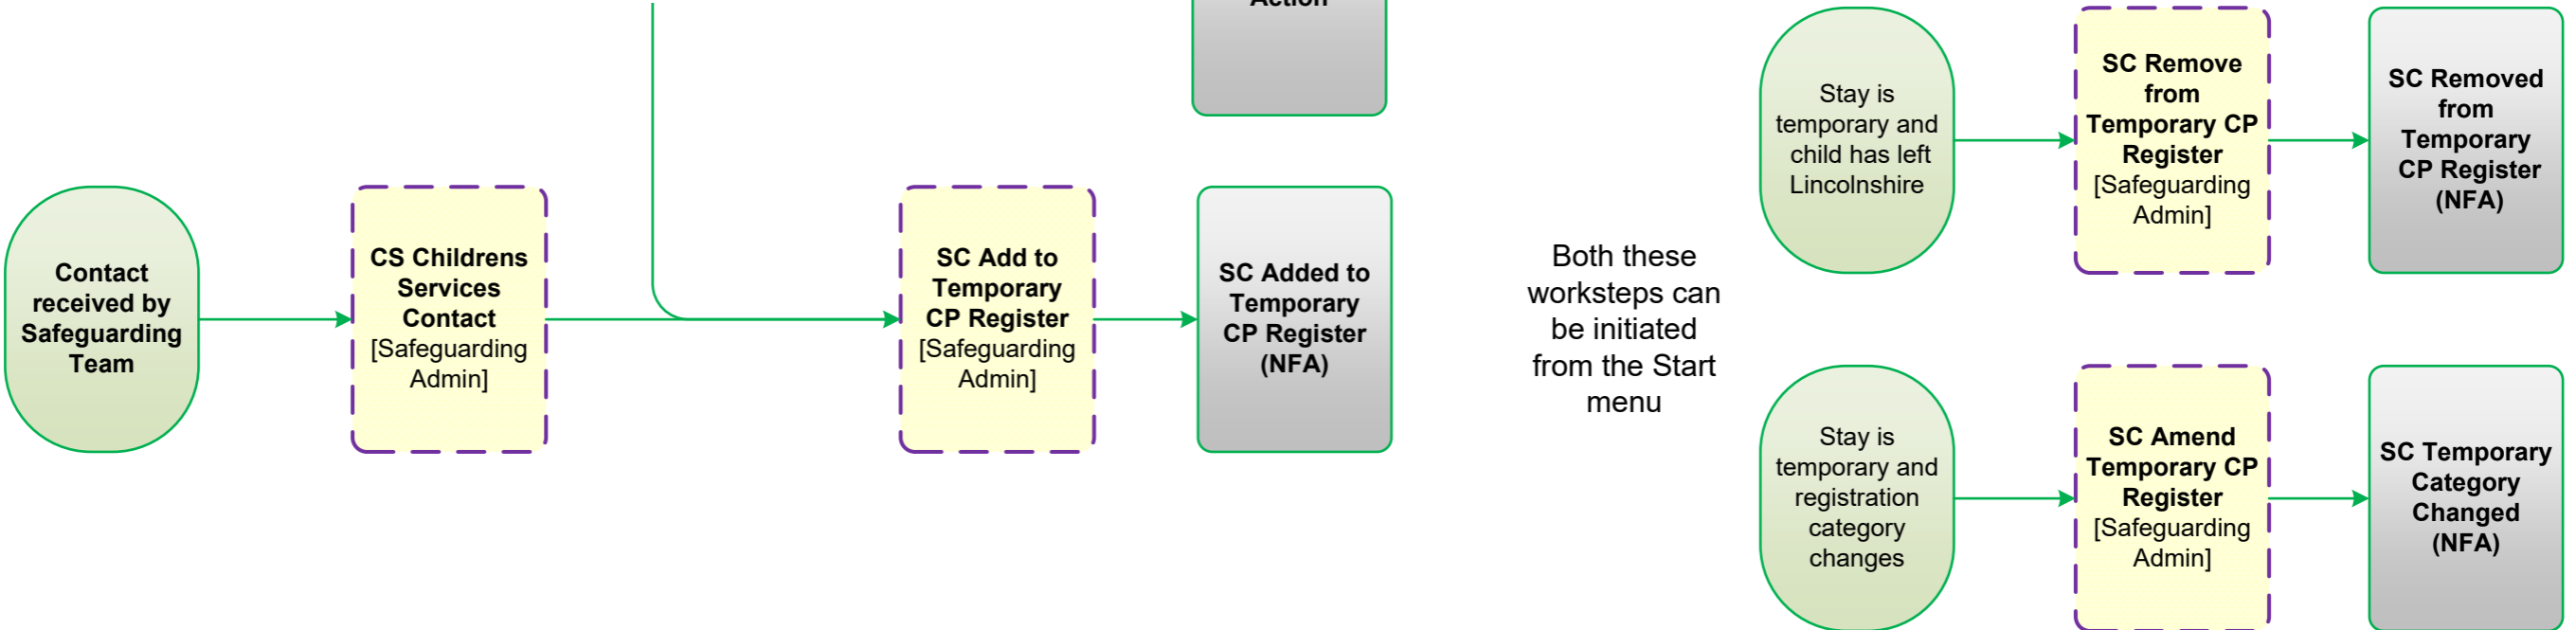 Action
Contact
received by
Safeguarding
Team
CS Childrens
Services
Contact
[Safeguarding
Admin]
SC Add to
Temporary
CP Register
[Safeguarding
Admin]
SC Added to
Temporary
CP Register
(NFA)
Both these
worksteps can
be initiated
from the Start
menu
Stay is
temporary and
child has left
Lincolnshire
SC Remove
from
Temporary CP
Register
[Safeguarding
Admin]
SC Removed
from
Temporary
CP Register
(NFA)
Stay is
temporary and
registration
category
changes
SC Amend
Temporary CP
Register
[Safeguarding
Admin]
SC Temporary
Category
Changed
(NFA)